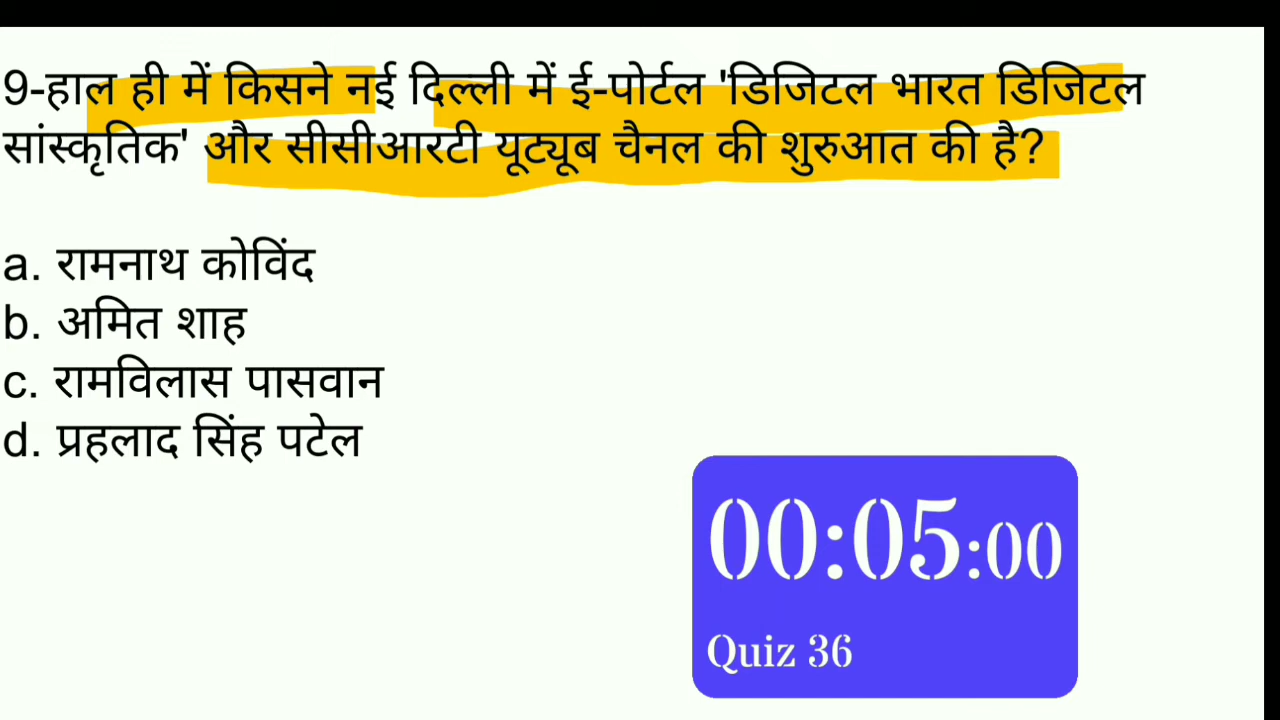 9-हाल ही में किसने नई दिल्ली में ई-पोर्टल 'डिजिटल भारत डिजिटल
सांस्कृतिक' और सीसीआरटी यूट्यूब चैनल की शुरुआत की है?
a. रामनाथ कोविंद
b. अमित शाह
c. रामविलास पासवान
d. प्रहलाद सिंह पटेल
00:05:00
Quiz 36